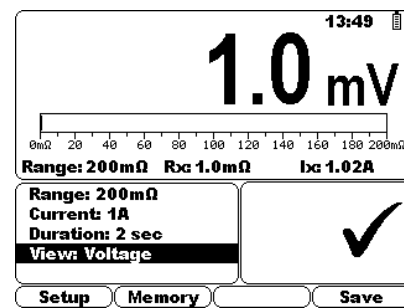 13:49
1.0 mV
0mΩ 20 40 60 80 100 120 140 160 180 200mΩ
Range: 200mΩ Rx: 1.0mΩ Ix: 1.02A
Range: 200mΩ
Current: 1A
Duration: 2 sec
View: Voltage
Setup Memory Save